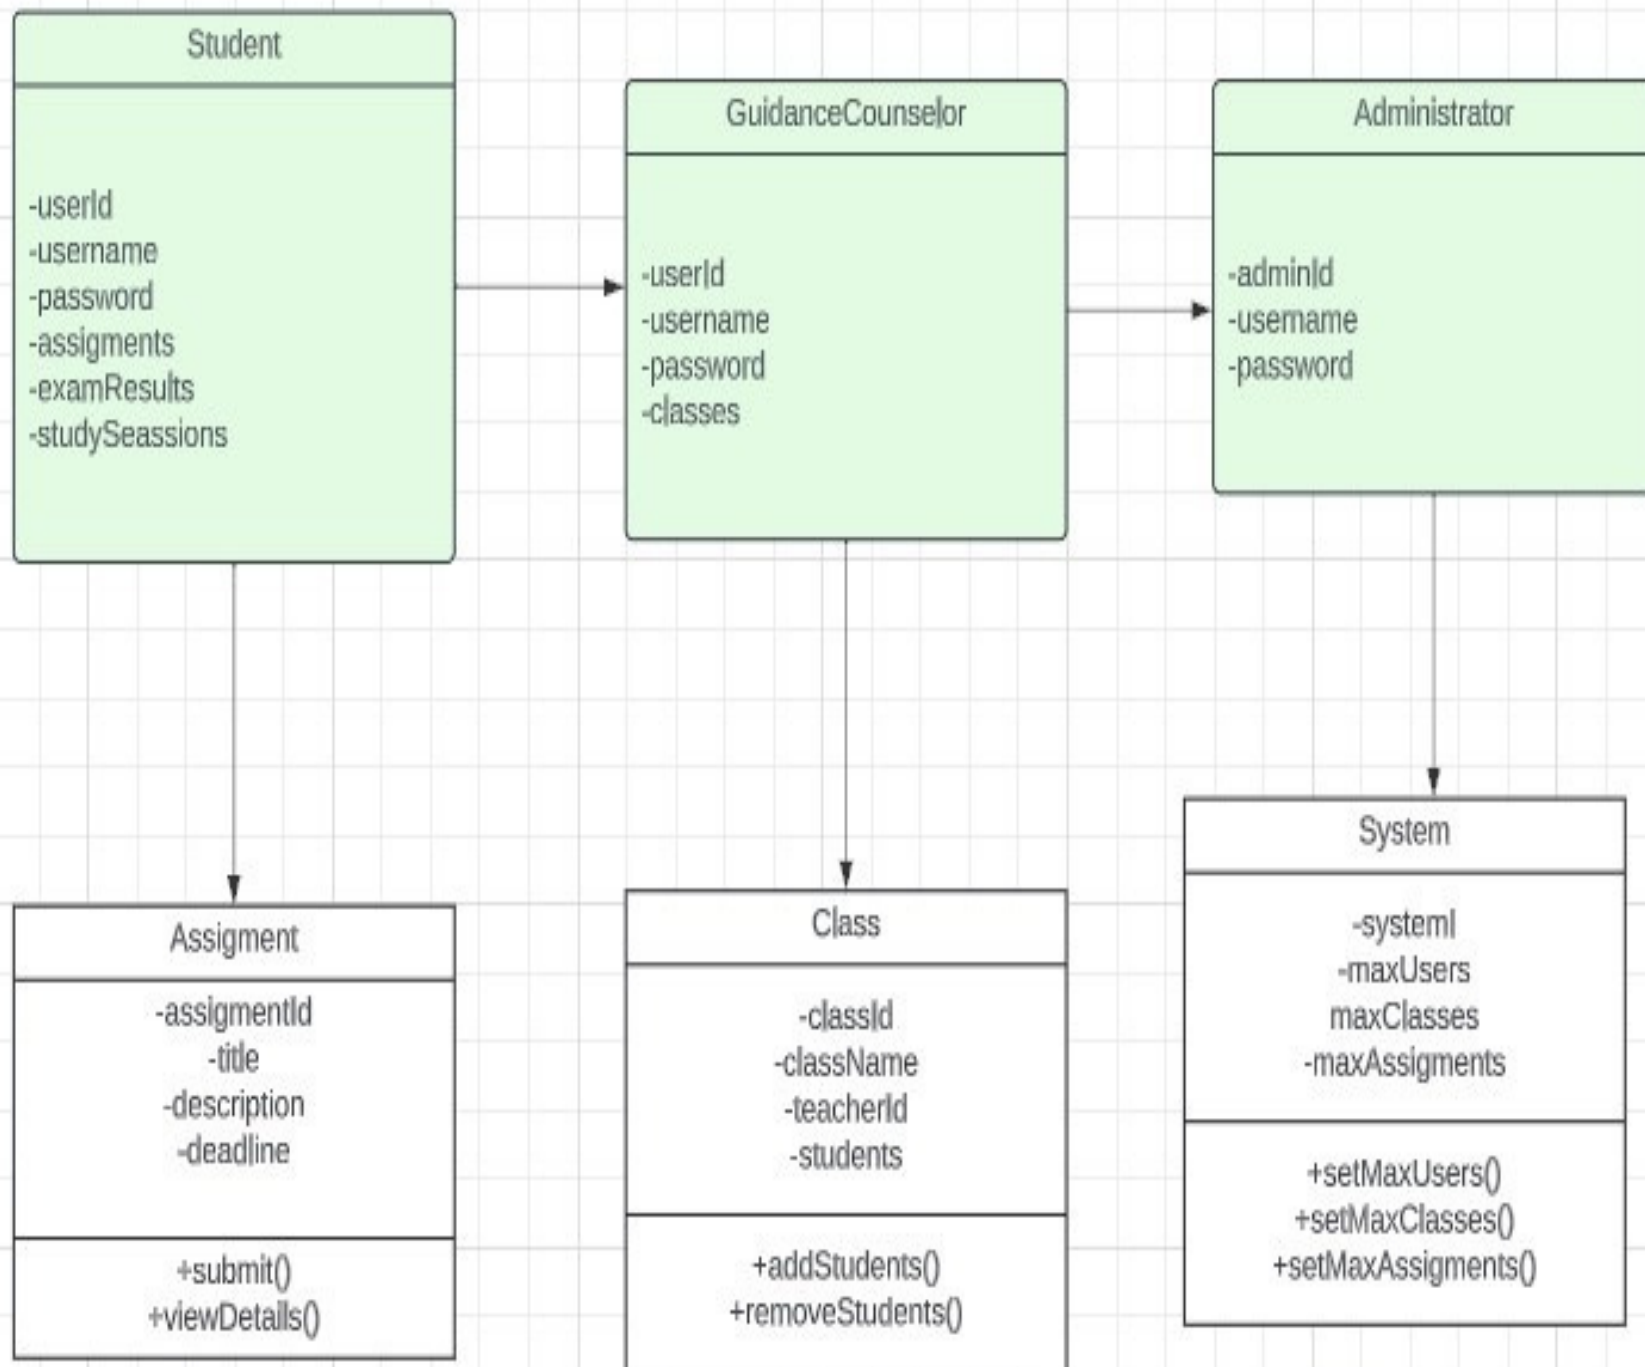 Student
-userId
-username
-password
-assigments
-examResults
-studySeassions
GuidanceCounselor
-userId
-username
-password
-classes
Administrator
-adminId
-username
-password
Assigment
-assigmentId
-title
-description
-deadline
+submit()
+viewDetails()
Class
-classId
-className
-teacherId
-students
+addStudents()
+removeStudents()
System
-systemI
-maxUsers
maxClasses
-maxAssigments
+setMaxUsers()
+setMaxClasses()
+setMaxAssigments()